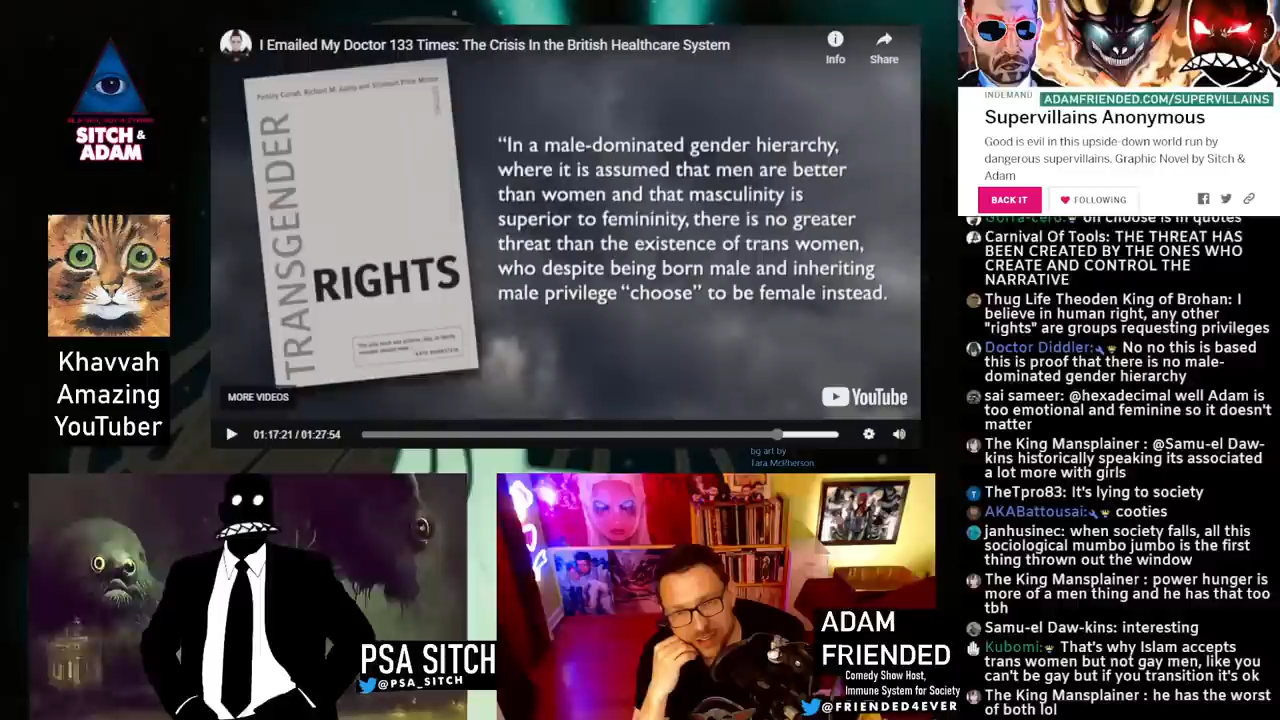 I Emailed My Doctor 133 Times: The Crisis In the British Healthcare System
Info
Share
SITCH &
ADAM
Khavvah
Amazing
YouTuber
TRANSGENDER
RIGHTS
“In a male-dominated gender hierarchy,
where it is assumed that men are better
than women and that masculinity is
superior to femininity, there is no greater
threat than the existence of trans women,
who despite being born male and inheriting
male privilege “choose” to be female instead.
MORE VIDEOS
YouTube
01:17:21 / 01:27:54
bg art by
Tara McPherson
PSA SITCH
@PSA_SITCH
ADAM
FRIENDED
Comedy Show Host,
Immune System for Society
@FRIENDED4EVER
INDEMAND
ADAMFRIENDED.COM/SUPERVILLAINS
Supervillains Anonymous
Good is evil in this upside-down world run by
dangerous supervillains. Graphic Novel by Sitch &
Adam
BACK IT
FOLLOWING
oh choose is in quotes
Carnival Of Tools: THE THREAT HAS
BEEN CREATED BY THE ONES WHO
CREATE AND CONTROL THE
NARRATIVE
Thug Life Theoden King of Brohan: I
believe in human right, any other
"rights" are groups requesting privileges
Doctor Diddler: No no this is based
this is proof that there is no male-
dominated gender hierarchy
sai sameer: @hexadecimal well Adam is
too emotional and feminine so it doesn't
matter
The King Mansplainer : @Samu-el Daw-
kins historically speaking its associated
a lot more with girls
TheTpro83: It's lying to society
AKABattousai: cooties
janhusinec: when society falls, all this
sociological mumbo jumbo is the first
thing thrown out the window
The King Mansplainer : power hunger is
more of a men thing and he has that too
tbh
Samu-el Daw-kins: interesting
Kubomi: That's why Islam accepts
trans women but not gay men, like you
can't be gay but if you transition it's ok
The King Mansplainer : he has the worst
of both lol